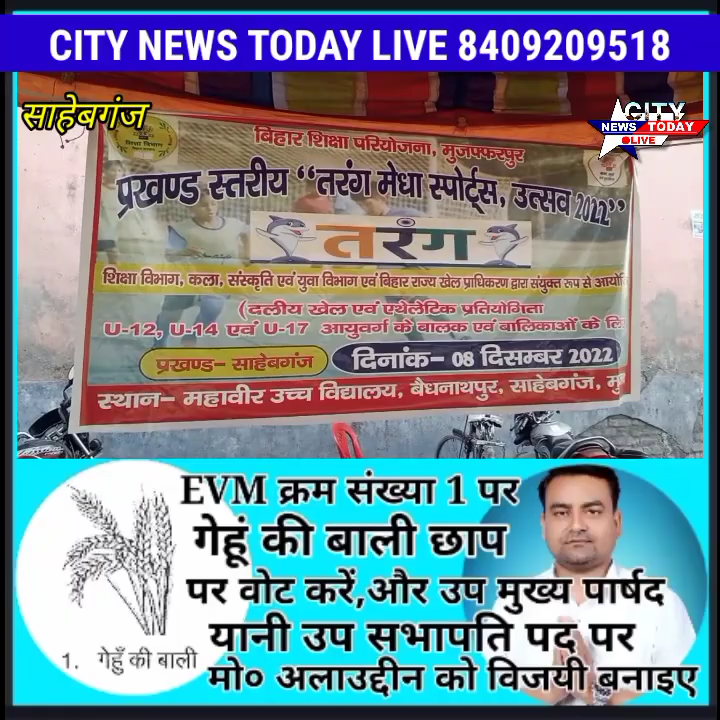 CITY NEWS TODAY LIVE 8409209518
साहेबगंज
CITY
NEWS TODAY
LIVE
शिक्षा विभाग
बिहार शिक्षा परियोजना, मुजफ्फरपुर
प्रखण्ड स्तरीय “तरंग मेधा स्पोर्ट्स, उत्सव 2022”
तरंग
शिक्षा विभाग, कला, संस्कृति एवं युवा विभाग एवं बिहार राज्य खेल प्राधिकरण द्वारा संयुक्त रूप से आयो
(दलीय खेल एवं एथेलेटिक प्रतियोगिता
U-12, U-14 एवं U-17 आयुवर्ग के बालक एवं बालिकाओं के लि
प्रखण्ड- साहेबगंज
दिनांक- 08 दिसम्बर 2022
स्थान- महावीर उच्च विद्यालय, बैधनाथपुर, साहेबगंज, मु
EVM क्रम संख्या 1 पर
गेहूं की बाली छाप
पर वोट करें,और उप मुख्य पार्षद
यानी उप सभापति पद पर
1. गेहुँ की बाली
मो० अलाउद्दीन को विजयी बनाइए